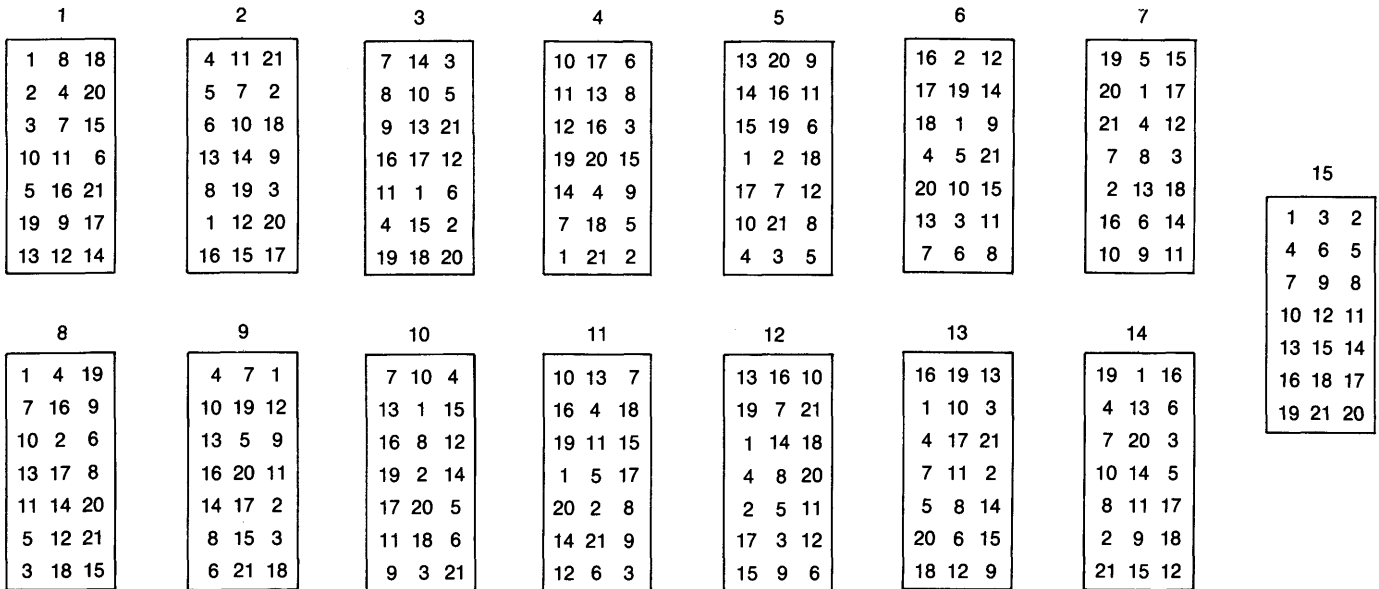 1 2 3 4 5 6 7
1 8 18 4 11 21 7 14 3 10 17 6 13 20 9 16 2 12 19 5 15
2 4 20 5 7 2 8 10 5 11 13 8 14 16 11 17 19 14 20 1 17
3 7 15 6 10 18 9 13 21 12 16 3 15 19 6 18 1 9 21 4 12
10 11 6 13 14 9 16 17 12 19 20 15 1 2 18 4 5 21 7 8 3
5 16 21 8 19 3 11 1 6 14 4 9 17 7 12 20 10 15 2 13 18
19 9 17 1 12 20 4 15 2 7 18 5 10 21 8 13 3 11 16 6 14
13 12 14 16 15 17 19 18 20 1 21 2 4 3 5 7 6 8 10 9 11
8 9 10 11 12 13 14
1 4 19 4 7 1 7 10 4 10 13 7 13 16 10 16 19 13 19 1 16
7 16 9 10 19 12 13 1 15 16 4 18 19 7 21 1 10 3 4 13 6
10 2 6 13 5 9 16 8 12 19 11 15 1 14 18 4 17 21 7 20 3
13 17 8 16 20 11 19 2 14 1 5 17 4 8 20 7 11 2 10 14 5
11 14 20 14 17 2 17 20 5 20 2 8 2 5 11 5 8 14 8 11 17
5 12 21 8 15 3 11 18 6 14 21 9 17 3 12 20 6 15 2 9 18
3 18 15 6 21 18 9 3 21 12 6 3 15 9 6 18 12 9 21 15 12
15
1 3 2
4 6 5
7 9 8
10 12 11
13 15 14
16 18 17
19 21 20